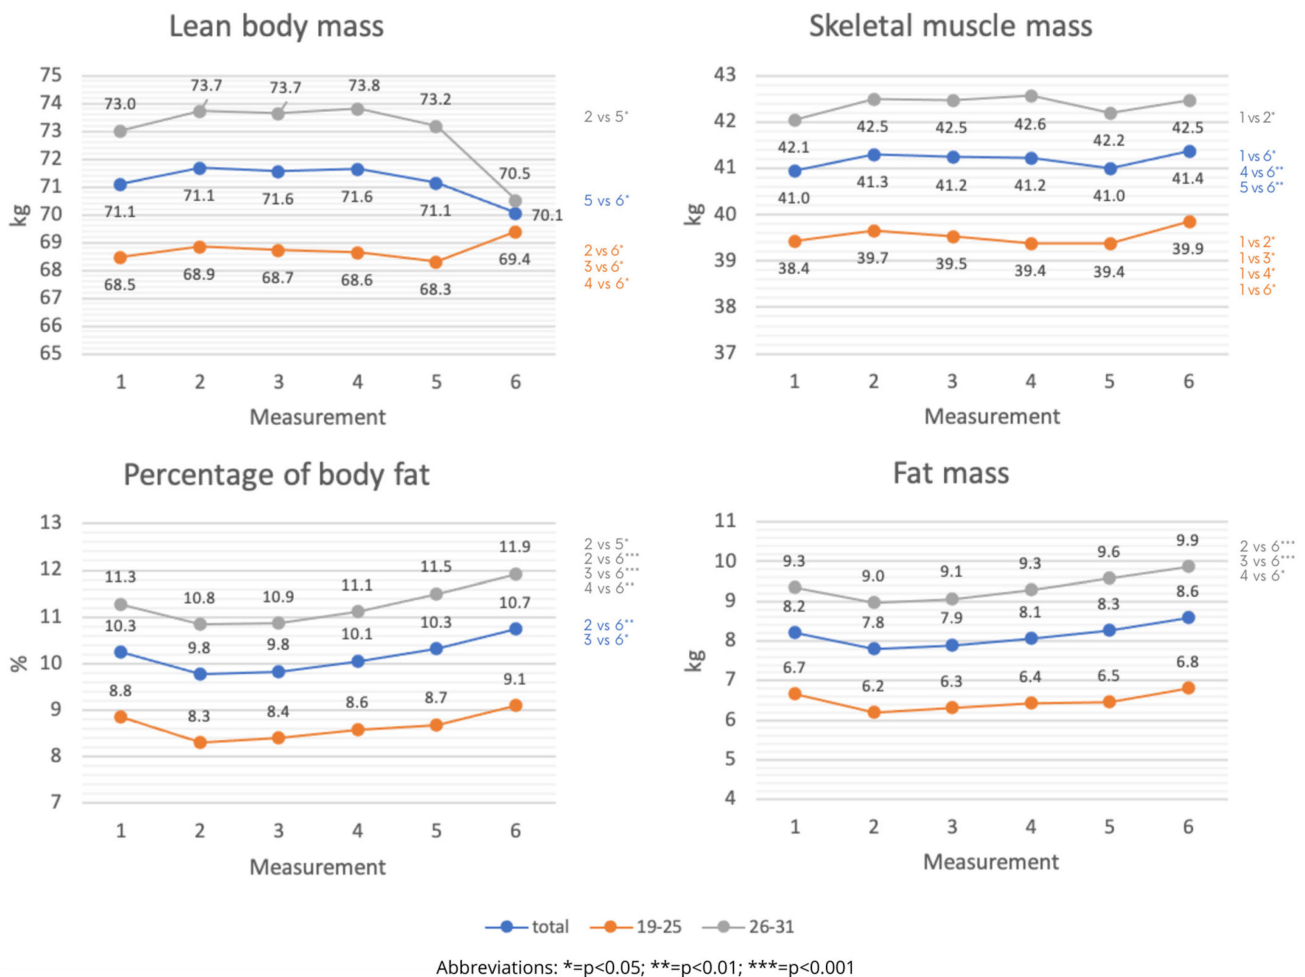 Lean body mass
75
74
73
72
71
70
69
68
67
66
65
kg
73.0
73.7
73.7
73.8
73.2
70.5
71.1
71.1
71.6
71.6
71.1
70.1
68.5
68.9
68.7
68.6
68.3
69.4
2 vs 5*
5 vs 6*
2 vs 6*
3 vs 6*
4 vs 6*
1 2 3 4 5 6
Measurement
Skeletal muscle mass
43
42
41
40
39
38
37
kg
42.1
42.5
42.5
42.6
42.2
42.5
41.0
41.3
41.2
41.2
41.0
41.4
38.4
39.7
39.5
39.4
39.4
39.9
1 vs 2*
1 vs 6*
4 vs 6**
5 vs 6**
1 vs 2*
1 vs 3*
1 vs 4*
1 vs 6*
1 2 3 4 5 6
Measurement
Percentage of body fat
13
12
11
10
9
8
7
%
11.3
10.8
10.9
11.1
11.5
11.9
10.3
9.8
9.8
10.1
10.3
10.7
8.8
8.3
8.4
8.6
8.7
9.1
2 vs 5*
2 vs 6***
3 vs 6***
4 vs 6**
2 vs 6**
3 vs 6*
1 2 3 4 5 6
Measurement
Fat mass
11
10
9
8
7
6
5
4
kg
9.3
9.0
9.1
9.3
9.6
9.9
8.2
7.8
7.9
8.1
8.3
8.6
6.7
6.2
6.3
6.4
6.5
6.8
2 vs 6***
3 vs 6***
4 vs 6*
1 2 3 4 5 6
Measurement
total 19-25 26-31
Abbreviations: *=p<0.05; **=p<0.01; ***=p<0.001